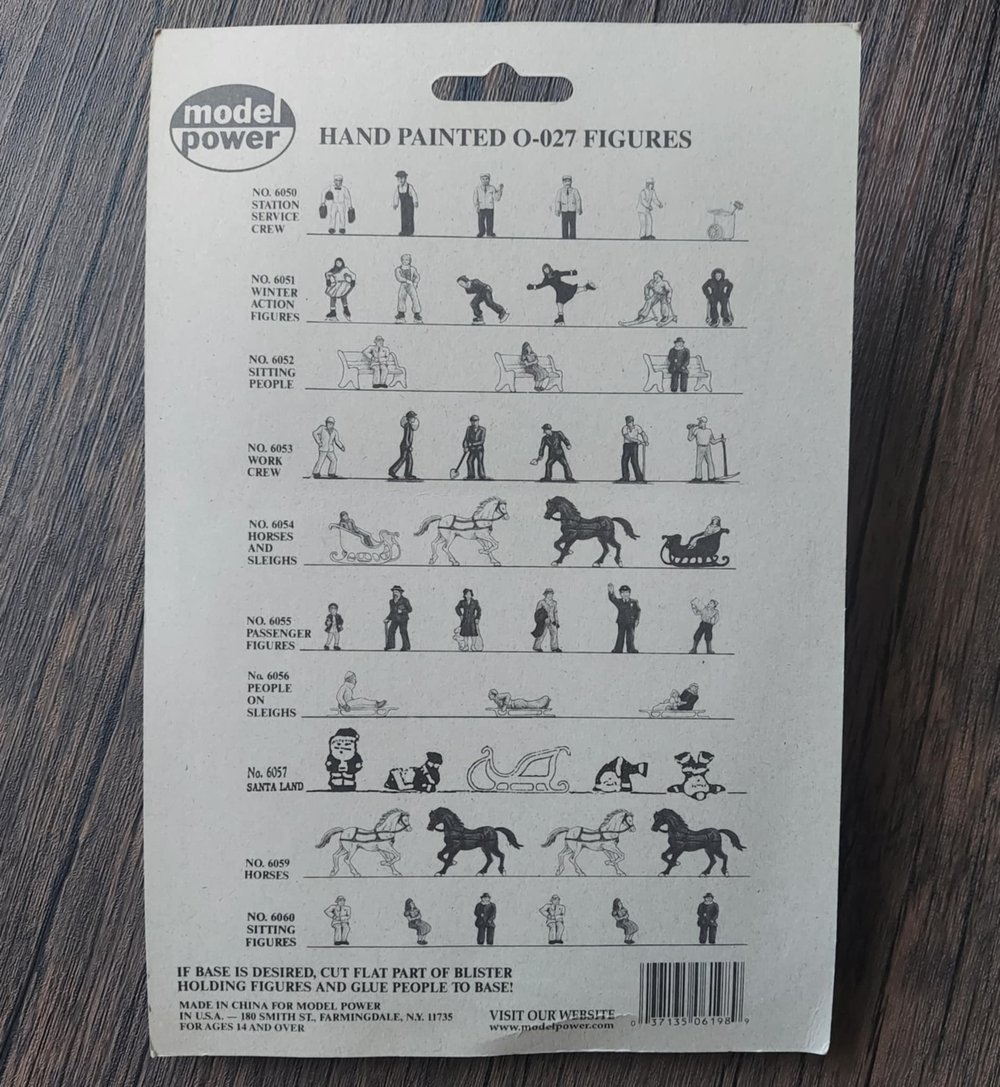 model
power
HAND PAINTED O-027 FIGURES
NO. 6050
STATION
SERVICE
CREW
NO. 6051
WINTER
ACTION
FIGURES
NO. 6052
SITTING
PEOPLE
NO. 6053
WORK
CREW
NO. 6054
HORSES
AND
SLEIGHS
NO. 6055
PASSENGER
FIGURES
No. 6056
PEOPLE
ON
SLEIGHS
No. 6057
SANTA LAND
NO. 6059
HORSES
NO. 6060
SITTING
FIGURES
IF BASE IS DESIRED, CUT FLAT PART OF BLISTER
HOLDING FIGURES AND GLUE PEOPLE TO BASE!
MADE IN CHINA FOR MODEL POWER
IN U.S.A. — 180 SMITH ST., FARMINGDALE, N.Y. 11735
FOR AGES 14 AND OVER
VISIT OUR WEBSITE
www.modelpower.com
0 37135 06198 9